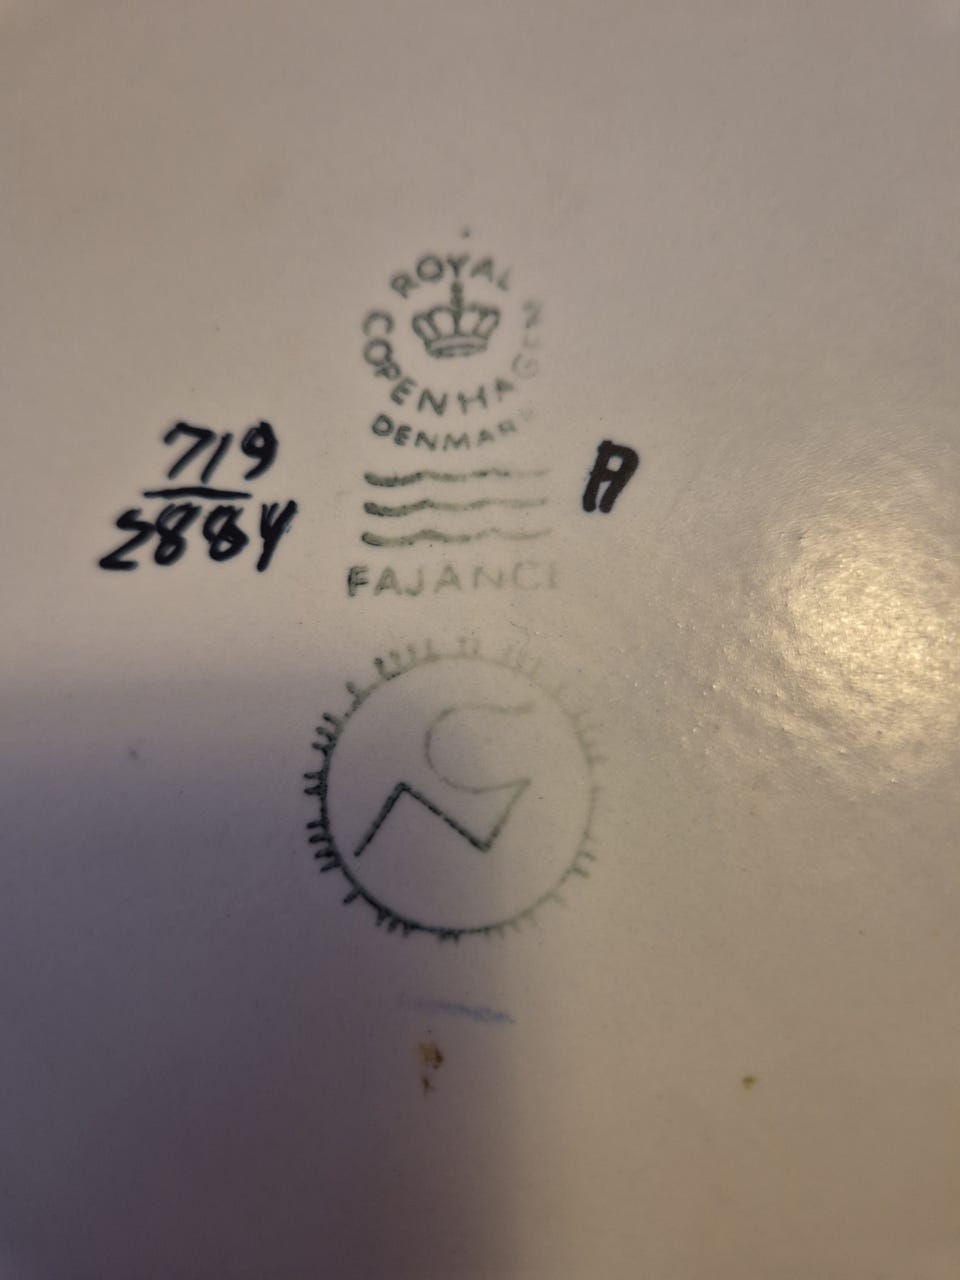 ROYAL
COPENHAGEN
DENMARK
FAJANCE
719
2884
A